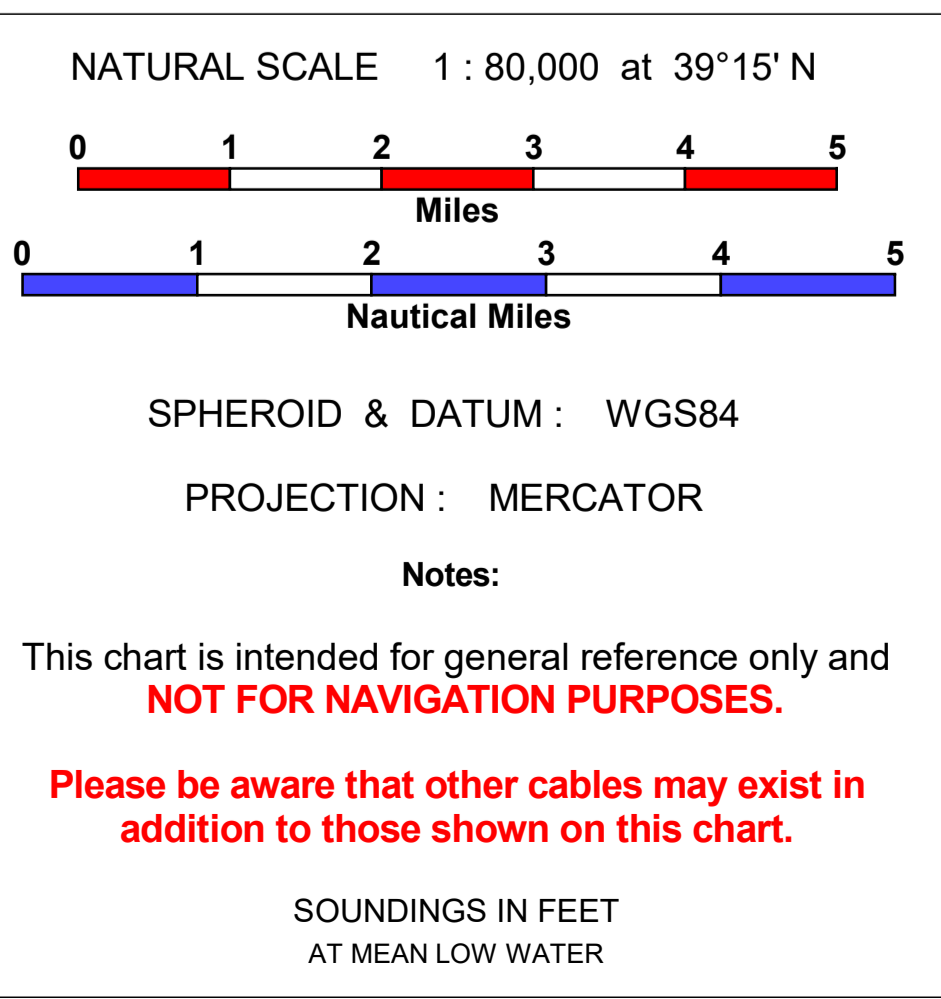 NATURAL SCALE 1 : 80,000 at 39°15' N
0 1 2 3 4 5
Miles
0 1 2 3 4 5
Nautical Miles
SPHEROID & DATUM : WGS84
PROJECTION : MERCATOR
Notes:
This chart is intended for general reference only and
NOT FOR NAVIGATION PURPOSES.
Please be aware that other cables may exist in
addition to those shown on this chart.
SOUNDINGS IN FEET
AT MEAN LOW WATER